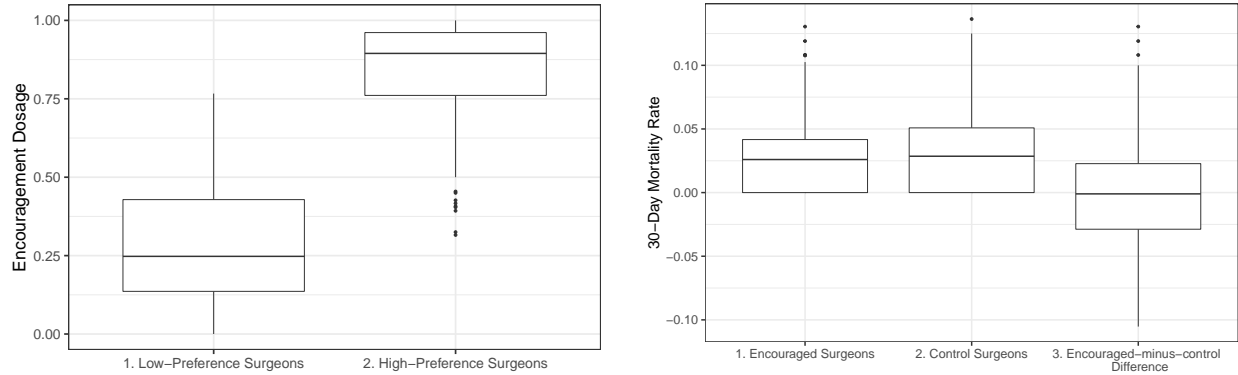 Encouragement Dosage
1.00
0.75
0.50
0.25
0.00
1. Low−Preference Surgeons
2. High−Preference Surgeons
30−Day Mortality Rate
0.10
0.05
0.00
−0.05
−0.10
1. Encouraged Surgeons
2. Control Surgeons
3. Encouraged−minus−control
Difference